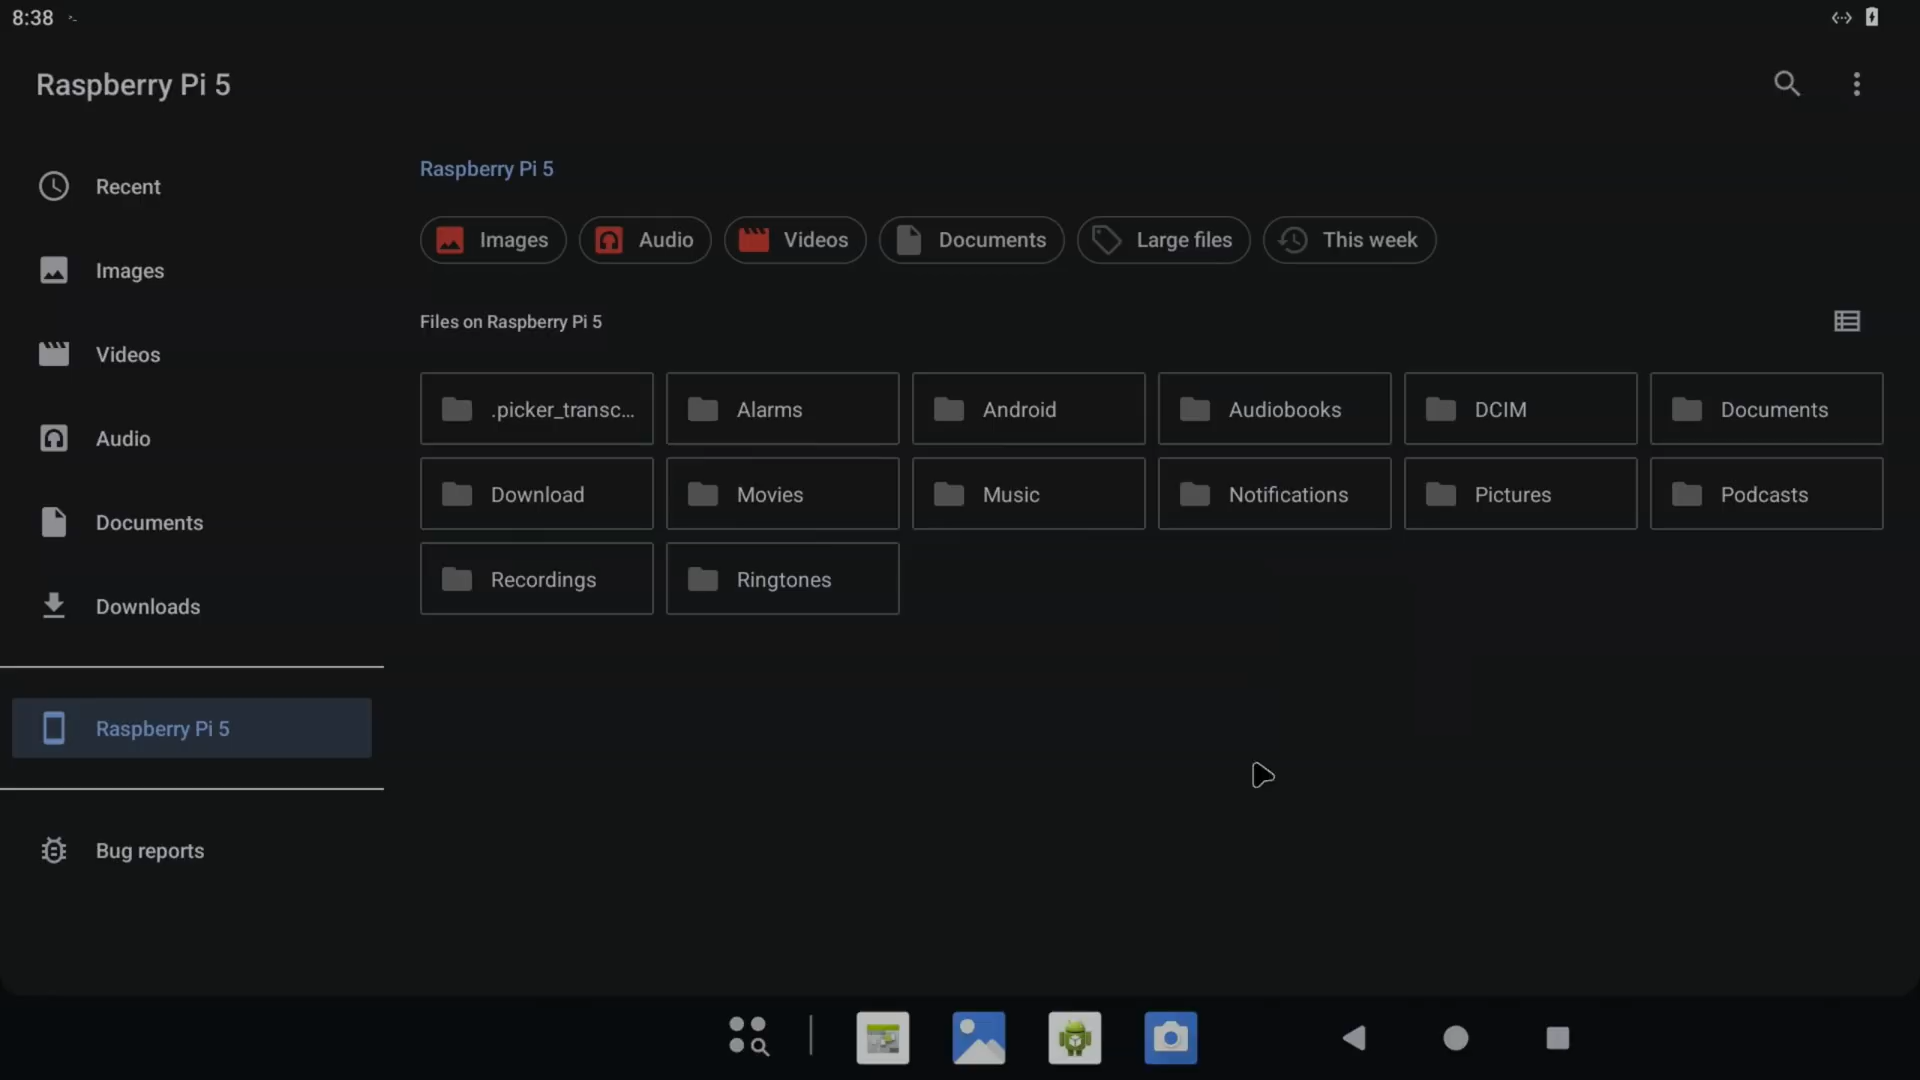 8:38
Raspberry Pi 5
Recent
Images
Videos
Audio
Documents
Downloads
Raspberry Pi 5
Bug reports
Raspberry Pi 5
Images Audio Videos Documents Large files This week
Files on Raspberry Pi 5
.picker_transc... Alarms Android Audiobooks DCIM Documents
Download Movies Music Notifications Pictures Podcasts
Recordings Ringtones